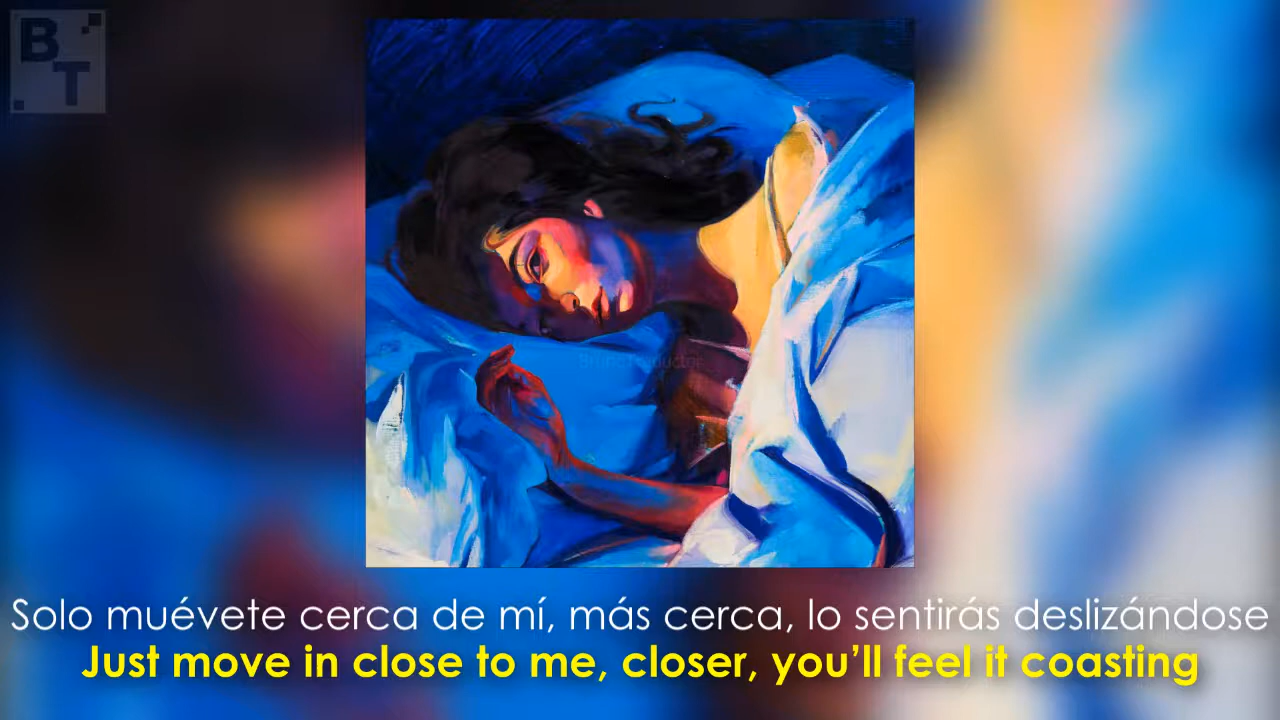 B
T
Solo muévete cerca de mí, más cerca, lo sentirás deslizándose
Just move in close to me, closer, you’ll feel it coasting